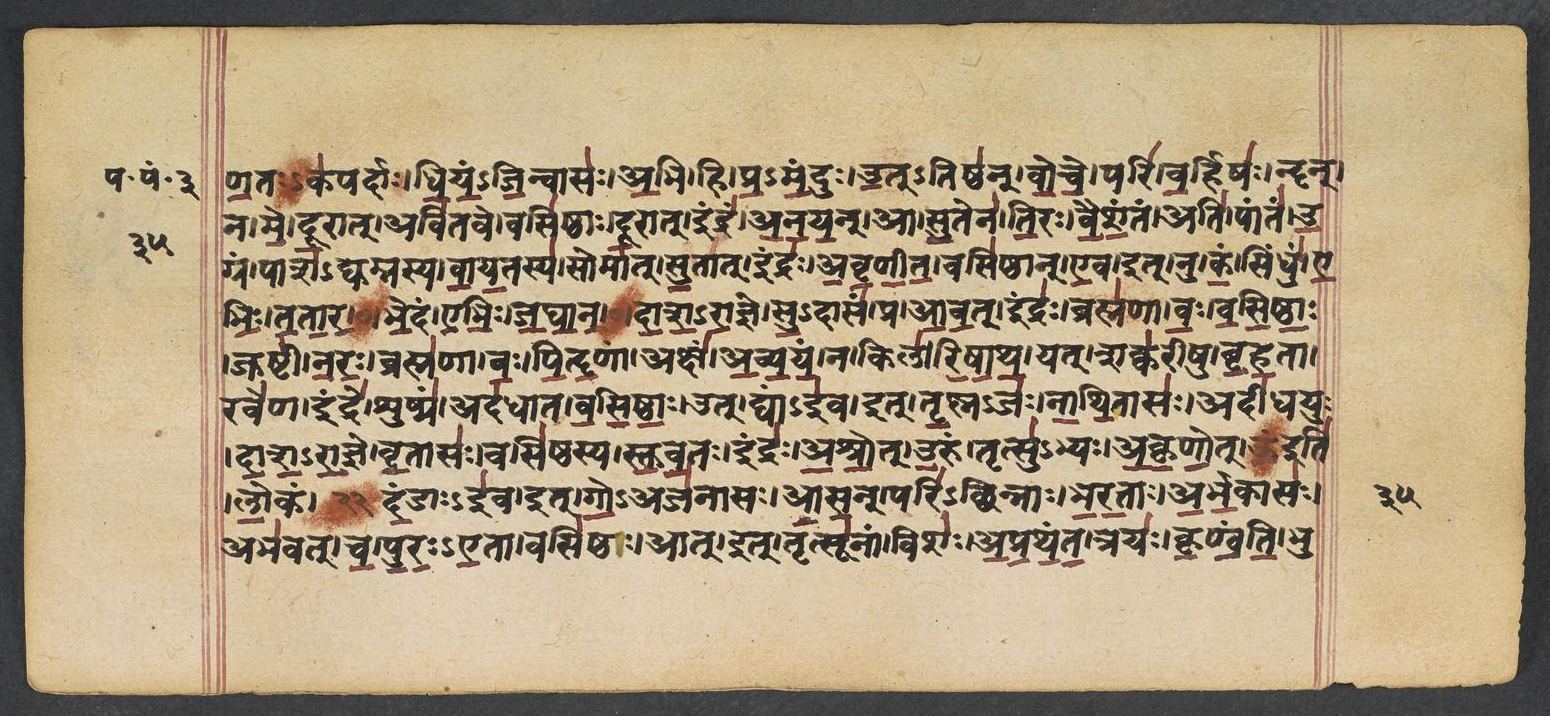 प॰ पं॰ ३
णतःऽकपर्दाः।धियंऽजिन्वासः।अभि।हि।प्रऽमंदुः।उत्ऽतिष्ठन्।वोचे।परि।बर्हिषः।नॄन्।
न।मे।दूरात्।अवितवे।वसिष्ठाः।दूरात्।इंद्रं।अनयन्।आ।सुतेन।तिरः।वैशंतं।अति।पांतं।उ
३५
ग्रं।पाशऽद्युम्नस्य।वायतस्य।सोमात्।सुतात्।इंद्रः।अवृणीत।वसिष्ठान्।एव।इत्।नु।कं।सिंधुं।ए
भिः।ततार।०।भेदं।एभिः।जघान।०।दाशऽराज्ञे।सुऽदासं।प्र।आवत्।इंद्रः।ब्रह्मणा।वः।वसिष्ठाः
।जुष्टी।नरः।ब्रह्मणा।वः।पितॄणां।अक्षं।अव्ययं।न।किल।रिषाथ।यत्।शक्वरीषु।बृहता।
रवेण।इंद्रे।शुष्मं।अदधात।वसिष्ठाः।उत्।द्यांऽइव।इत्।तृष्णऽजः।नाथितासः।अदीधयुः
।दाशऽराज्ञे।वृतासः।वसिष्ठस्य।स्तुवतः।इंद्रः।अश्रोत्।उरुं।तृत्सुऽभ्यः।अकृणोत्।ऊंइति
।लोकं। २२ दंडाःऽइव।इत्।गोऽअजनासः।आसन्।परिऽछिन्नाः।भरताः।अर्भकासः।
३५
अभवत्।च।पुरःऽएता।वसिष्ठः।आत्।इत्।तृत्सूनां।विशः।अप्रथंत।त्रयः।कृण्वंति।भु